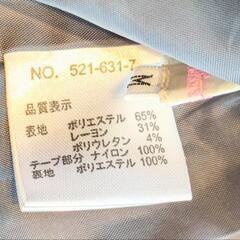 NO. 521-631-7
M
品質表示
表地 ポリエステル 65%
レーヨン 31%
ポリウレタン 4%
テープ部分 ナイロン 100%
裏地 ポリエステル 100%